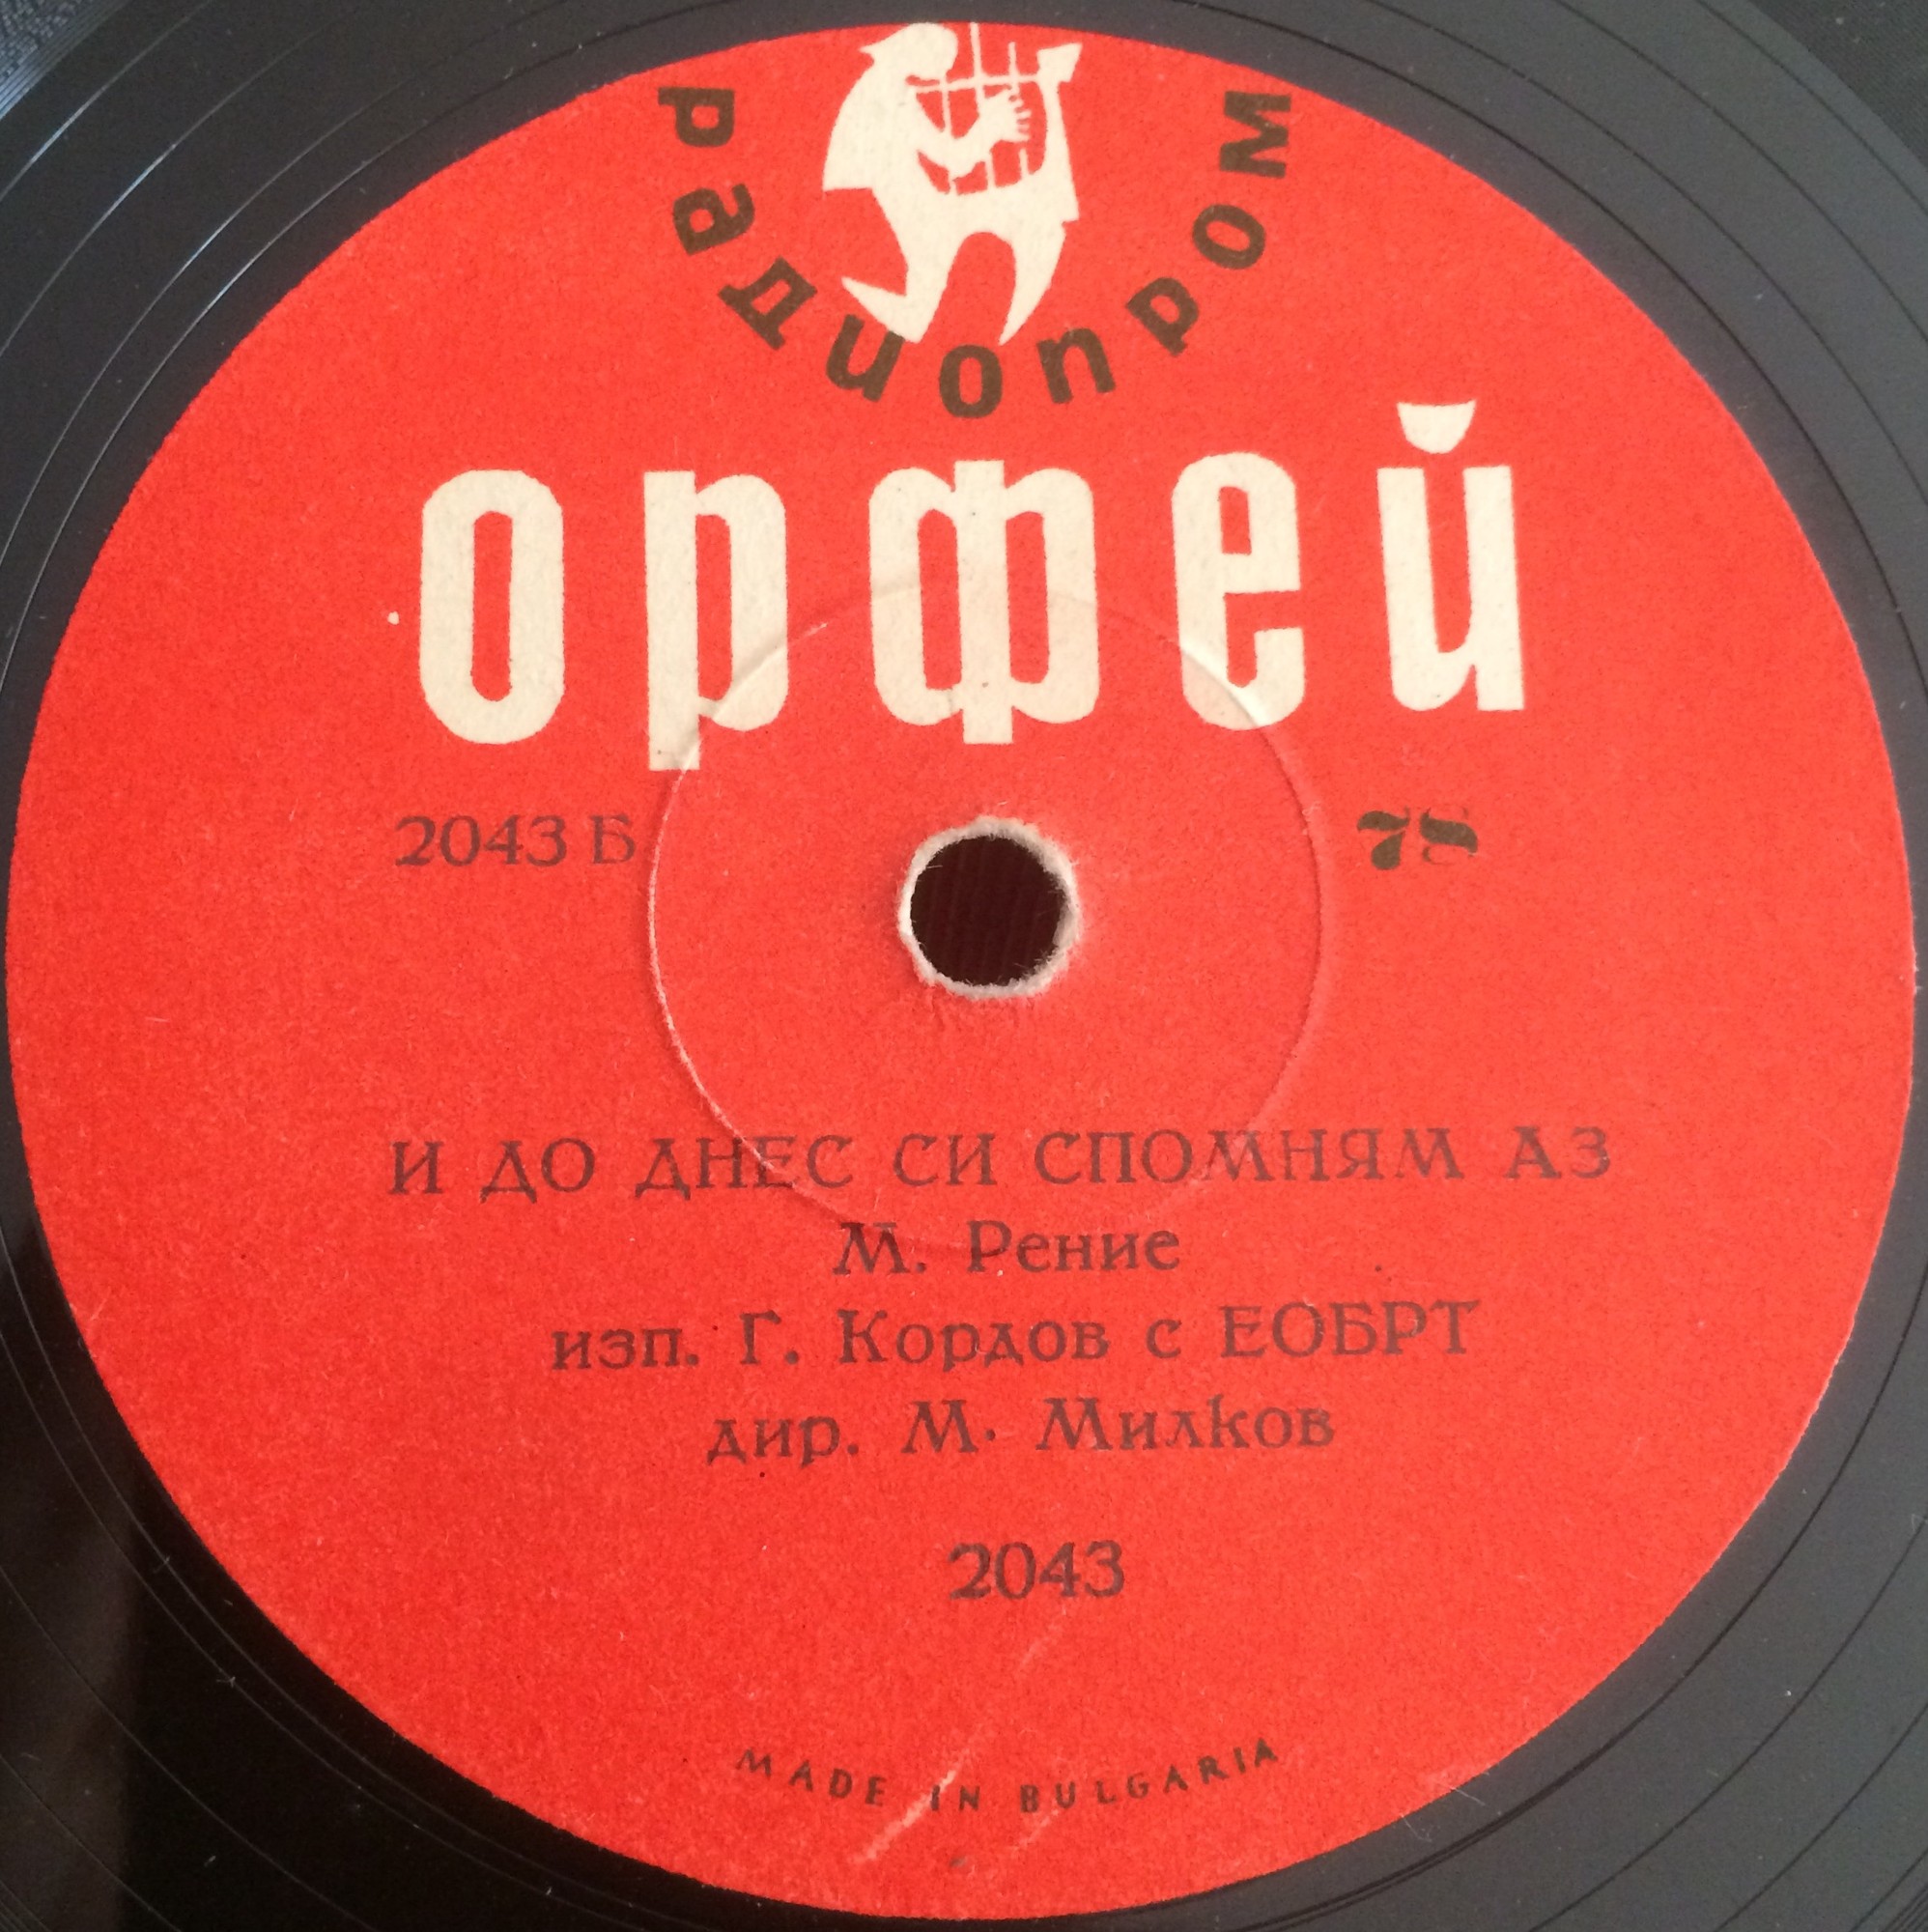 радиопром
орфей
2043 Б 78
И ДО ДНЕС СИ СПОМНЯМ АЗ
М. Рение
изп. Г. Кордов с ЕОБРТ
дир. М. Милков
2043
MADE IN BULGARIA